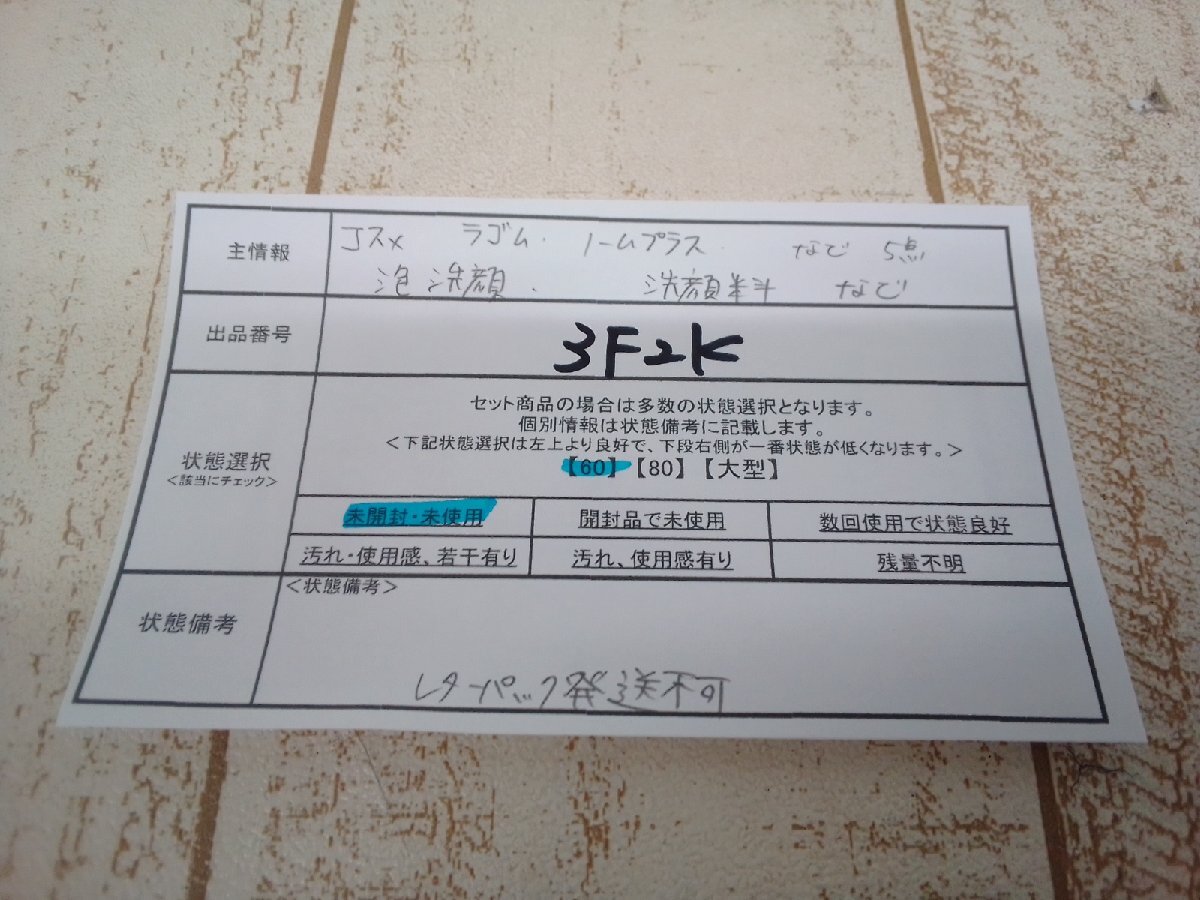 主情報
コスメ ラゴム. ノームプラス. など 5点
泡洗顔. 洗顔料 など
出品番号
3F2K
状態選択
<該当にチェック>
セット商品の場合は多数の状態選択となります。
個別情報は状態備考に記載します。
<下記状態選択は左上より良好で、下段右側が一番状態が低くなります。>
【60】【80】【大型】
未開封・未使用 開封品で未使用 数回使用で状態良好
汚れ・使用感、若干有り 汚れ、使用感有り 残量不明
状態備考
<状態備考>
レターパック発送不可